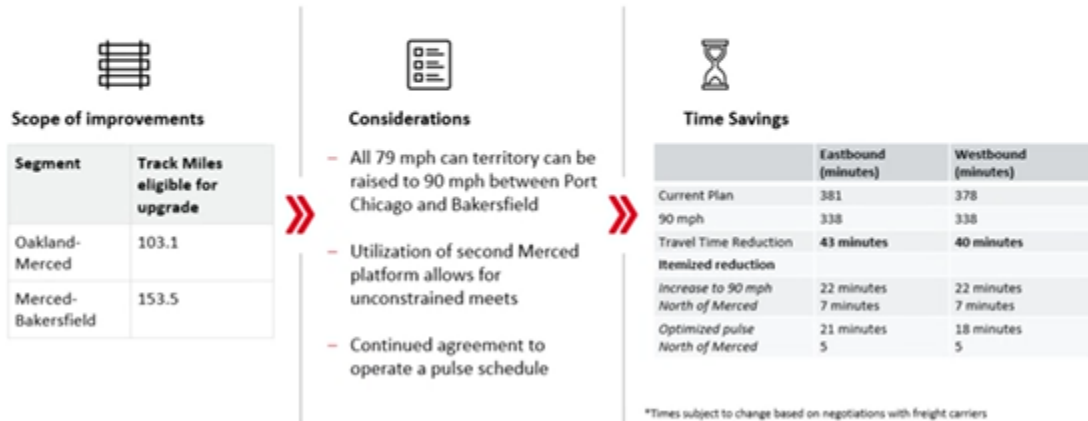 Scope of improvements
Segment
Track Miles
eligible for
upgrade
Oakland-
Merced
103.1
Merced-
Bakersfield
153.5
Considerations
– All 79 mph can territory can be
raised to 90 mph between Port
Chicago and Bakersfield
– Utilization of second Merced
platform allows for
unconstrained meets
– Continued agreement to
operate a pulse schedule
Time Savings
Eastbound
(minutes)
Westbound
(minutes)
Current Plan 381 378
90 mph 338 338
Travel Time Reduction 43 minutes 40 minutes
Itemized reduction
Increase to 90 mph 22 minutes 22 minutes
North of Merced 7 minutes 7 minutes
Optimized pulse 21 minutes 18 minutes
North of Merced 5 5
*Times subject to change based on negotiations with freight carriers